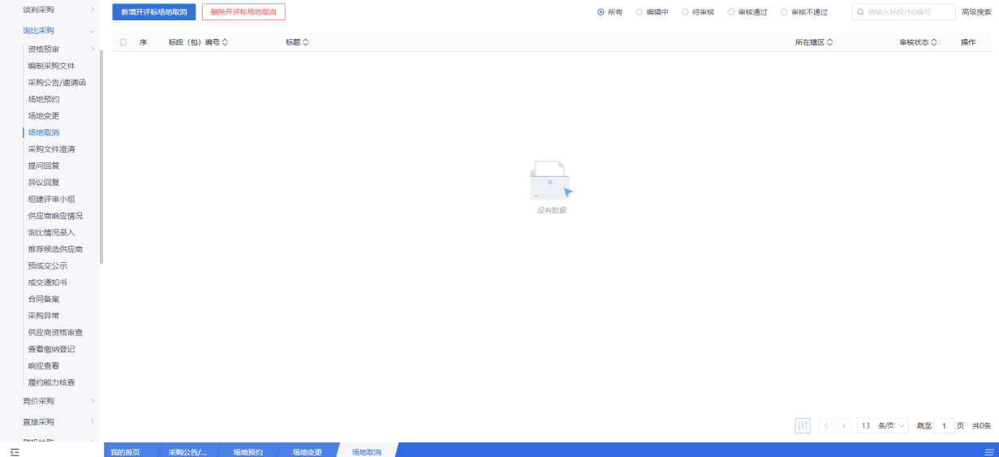 谈判采购
询比采购
资格预审
编制采购文件
采购公告/邀请函
场地预约
场地变更
场地取消
采购文件澄清
提问回复
异议回复
组建评审小组
供应商响应情况
询比情况录入
推荐候选供应商
预成交公示
成交通知书
合同备案
采购异常
供应商资格审查
查看缴纳登记
响应查看
履约能力核查
竞价采购
直接采购
新增开评标场地取消 删除开评标场地取消 所有 编辑中 待审核 审核通过 审核不通过 请输入标段(包)编号 高级搜索
序 标段（包）编号 标题 所在辖区 审核状态 操作
没有数据
13 条/页 跳至 1 页 共0条
我的首页 采购公告/... 场地预约 场地变更 场地取消